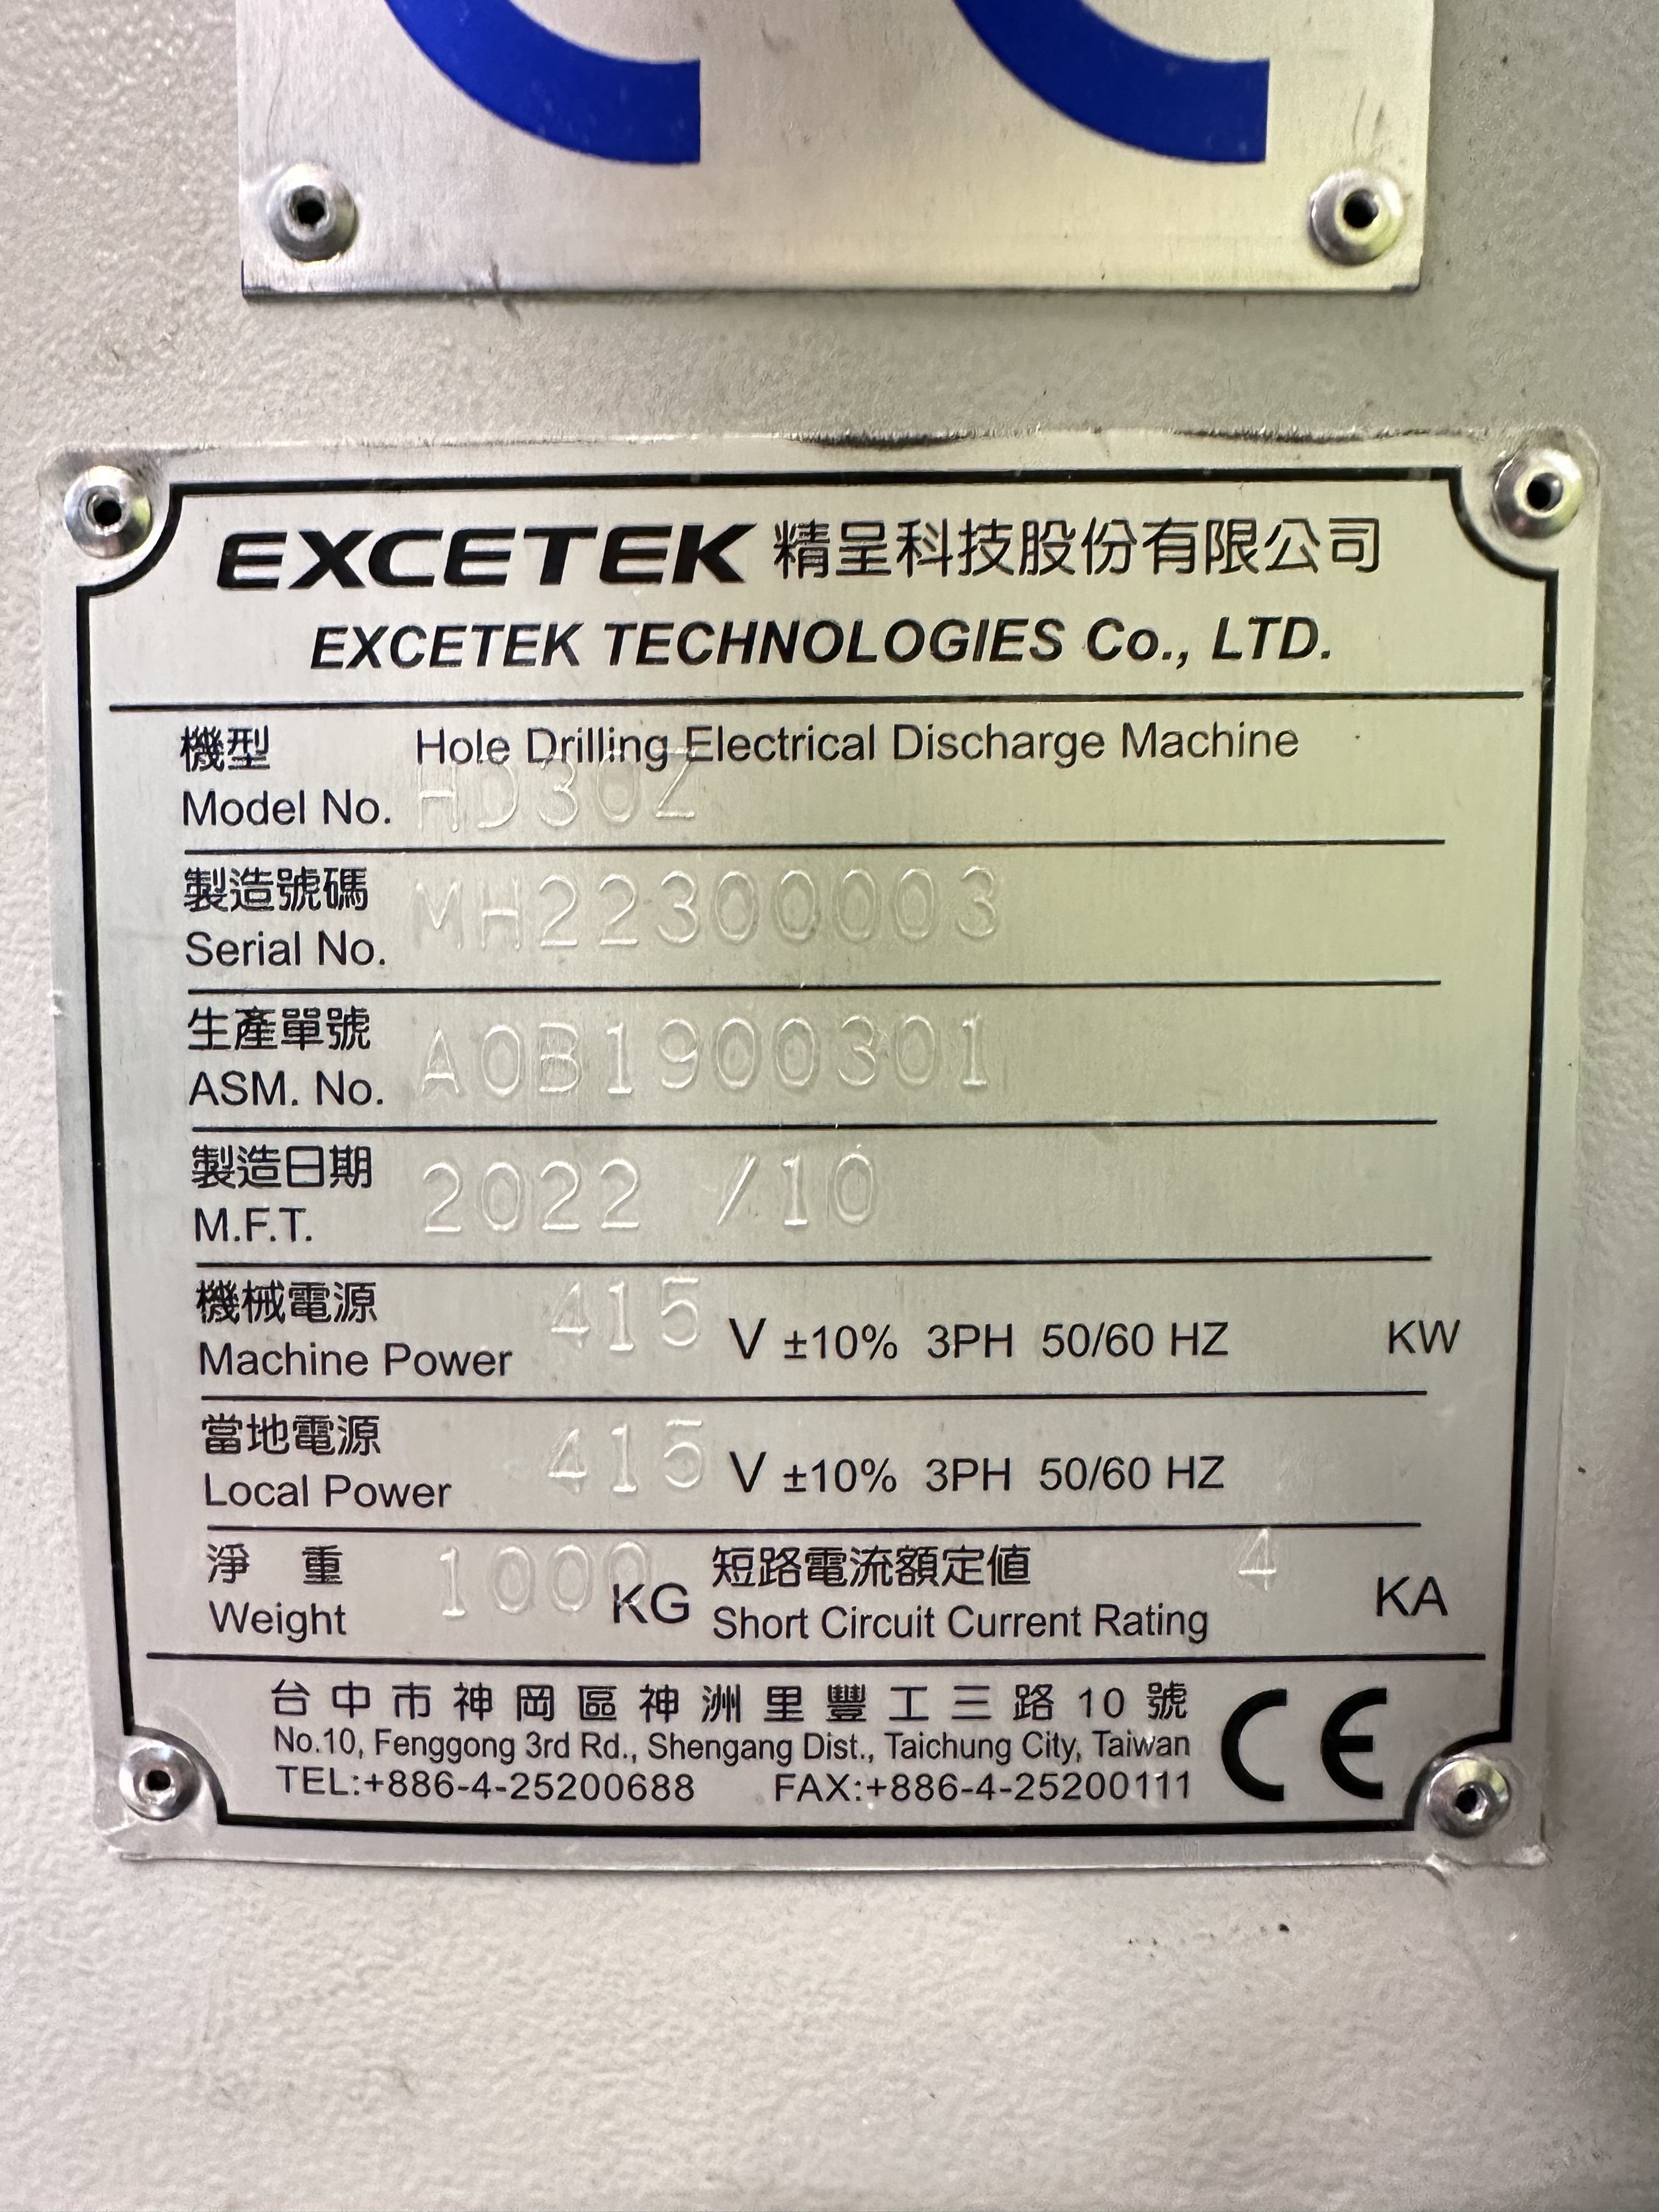 EXCETEK 精呈科技股份有限公司
EXCETEK TECHNOLOGIES Co., LTD.
機型 Hole Drilling Electrical Discharge Machine
Model No. HD30Z
製造號碼
Serial No. MH22300003
生產單號
ASM. No. A0B1900301
製造日期
M.F.T. 2022 /10
機械電源
Machine Power 415 V ±10% 3PH 50/60 HZ KW
當地電源
Local Power 415 V ±10% 3PH 50/60 HZ
淨 重 1000 KG 短路電流額定值 4 KA
Weight Short Circuit Current Rating
台中市神岡區神洲里豐工三路10號
No.10, Fenggong 3rd Rd., Shengang Dist., Taichung City, Taiwan
TEL:+886-4-25200688 FAX:+886-4-25200111
CE